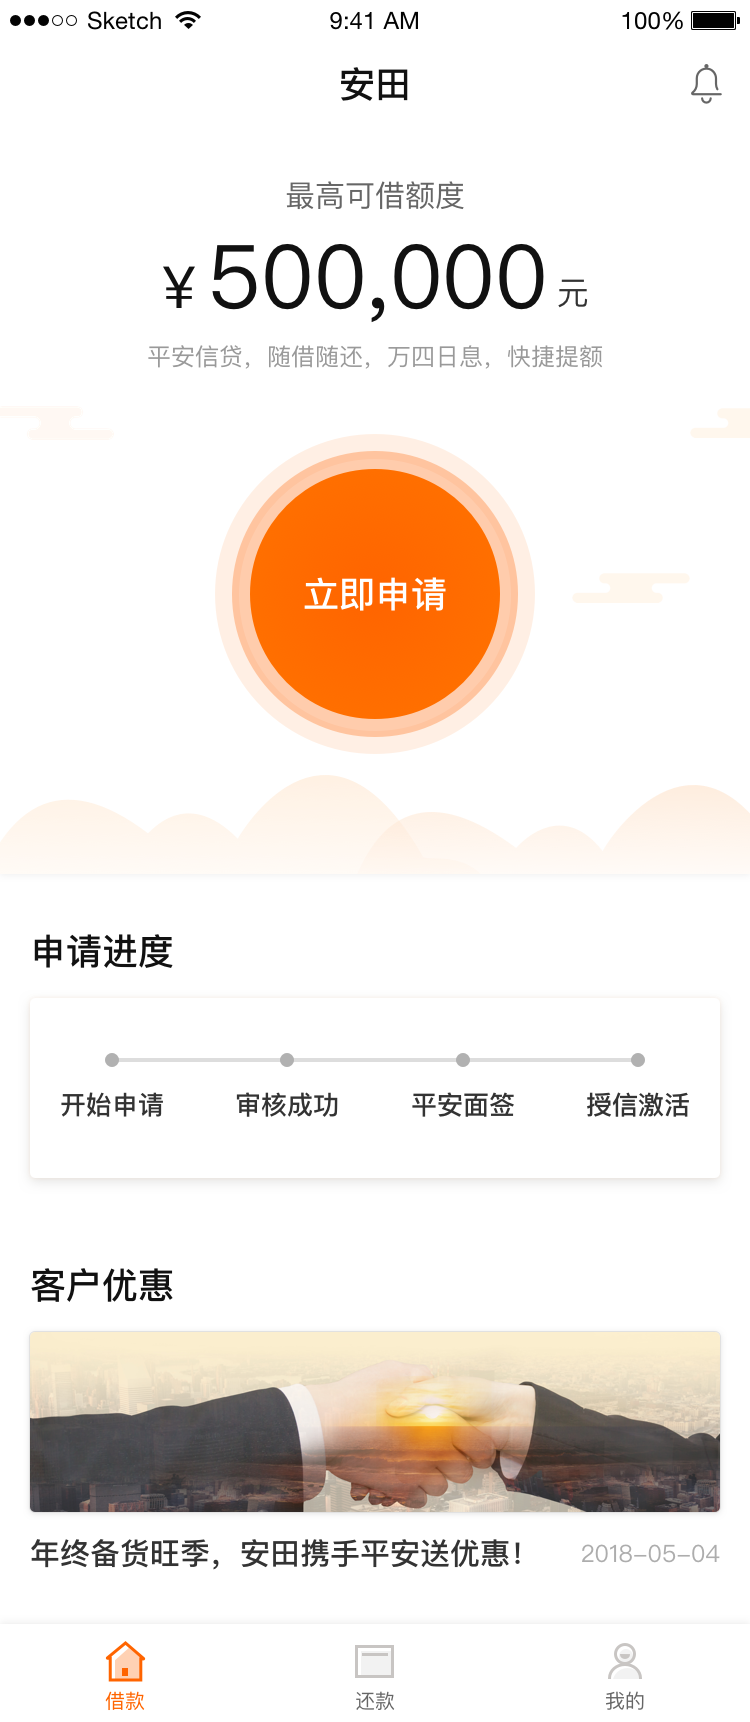 Sketch 9:41 AM 100%
安田
最高可借额度
¥500,000元
平安信贷，随借随还，万四日息，快捷提额
立即申请
申请进度
开始申请 审核成功 平安面签 授信激活
客户优惠
年终备货旺季，安田携手平安送优惠！ 2018-05-04
借款 还款 我的